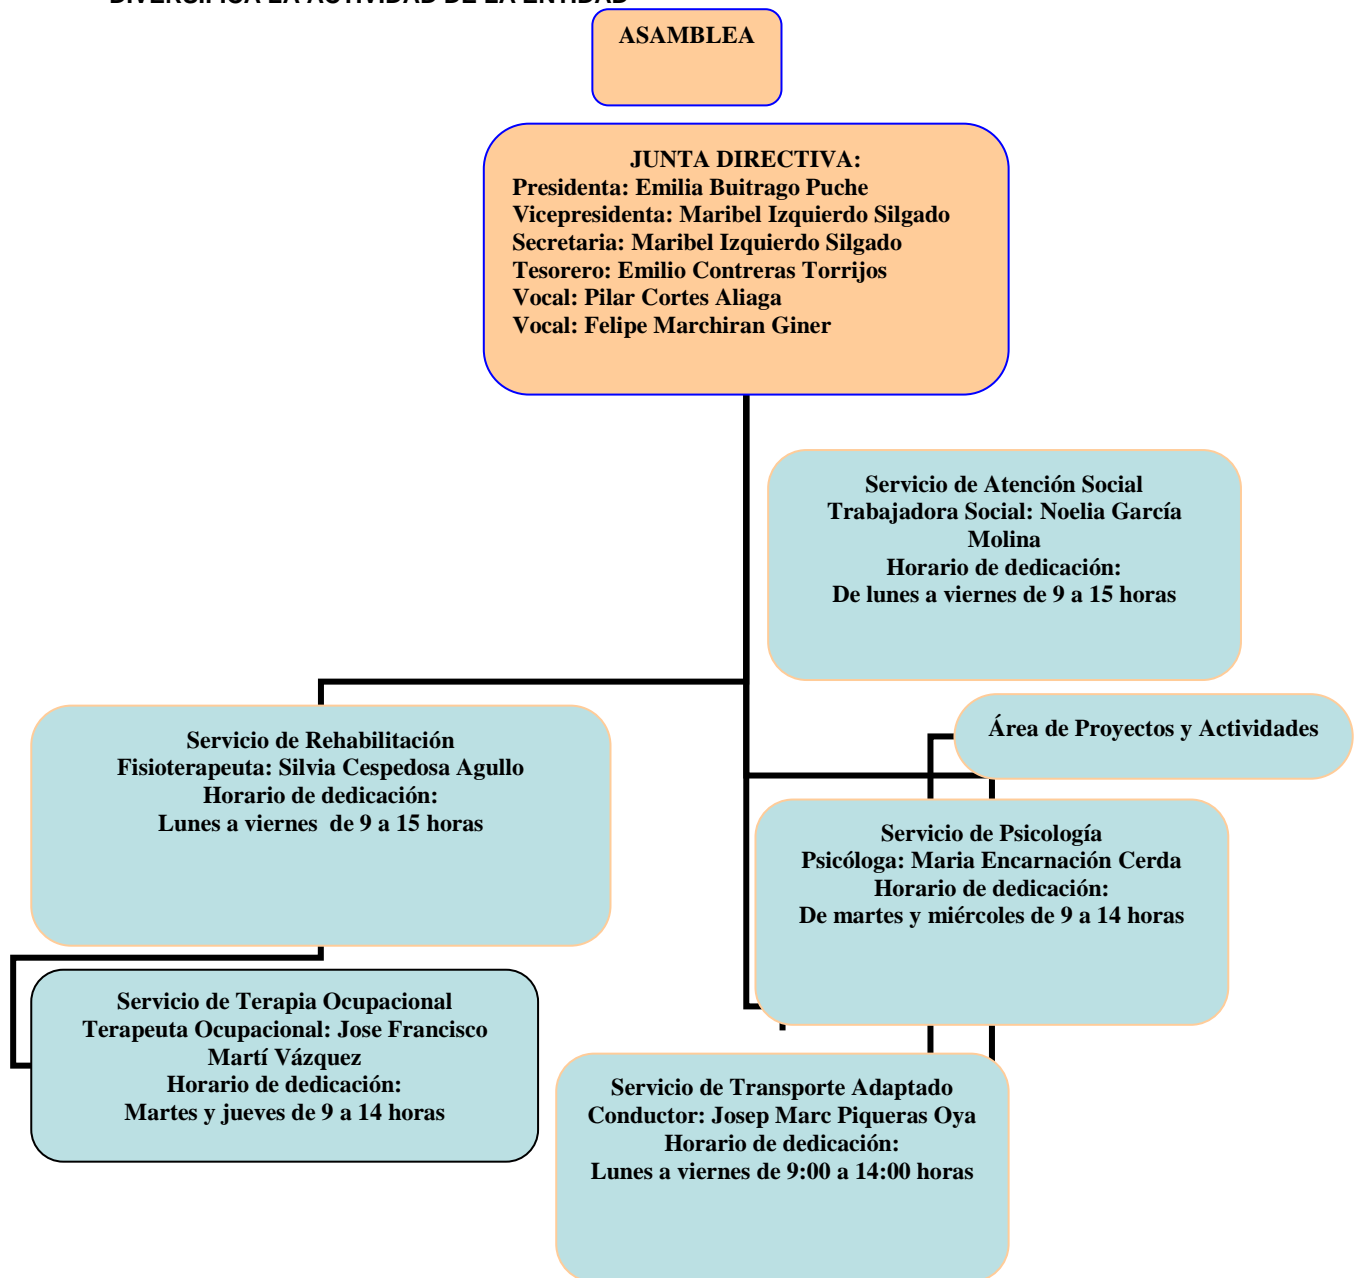 DIVERSIFICA LA ACTIVIDAD DE LA ENTIDAD
ASAMBLEA
JUNTA DIRECTIVA:
Presidenta: Emilia Buitrago Puche
Vicepresidenta: Maribel Izquierdo Silgado
Secretaria: Maribel Izquierdo Silgado
Tesorero: Emilio Contreras Torrijos
Vocal: Pilar Cortes Aliaga
Vocal: Felipe Marchiran Giner
Servicio de Atención Social
Trabajadora Social: Noelia García
Molina
Horario de dedicación:
De lunes a viernes de 9 a 15 horas
Servicio de Rehabilitación
Fisioterapeuta: Silvia Cespedosa Agullo
Horario de dedicación:
Lunes a viernes  de 9 a 15 horas
Área de Proyectos y Actividades
Servicio de Psicología
Psicóloga: Maria Encarnación Cerda
Horario de dedicación:
De martes y miércoles de 9 a 14 horas
Servicio de Terapia Ocupacional
Terapeuta Ocupacional: Jose Francisco
Martí Vázquez
Horario de dedicación:
Martes y jueves de 9 a 14 horas
Servicio de Transporte Adaptado
Conductor: Josep Marc Piqueras Oya
Horario de dedicación:
Lunes a viernes de 9:00 a 14:00 horas